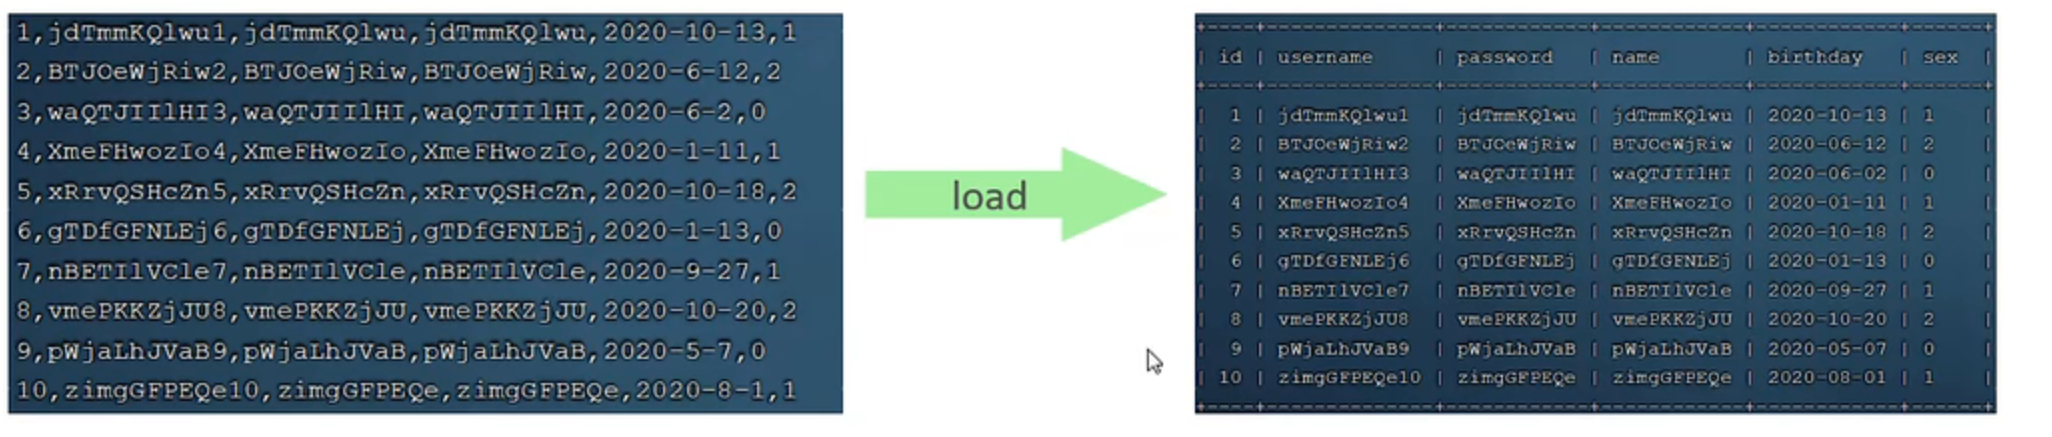 1,jdTmmKQlwu1,jdTmmKQlwu,jdTmmKQlwu,2020-10-13,1
2,BTJOeWjRiw2,BTJOeWjRiw,BTJOeWjRiw,2020-6-12,2
3,waQTJIIlHI3,waQTJIIlHI,waQTJIIlHI,2020-6-2,0
4,XmeFHwozIo4,XmeFHwozIo,XmeFHwozIo,2020-1-11,1
5,xRrvQSHcZn5,xRrvQSHcZn,xRrvQSHcZn,2020-10-18,2
6,gTDfGFNLEj6,gTDfGFNLEj,gTDfGFNLEj,2020-1-13,0
7,nBETIlVCle7,nBETIlVCle,nBETIlVCle,2020-9-27,1
8,vmePKKZjJU8,vmePKKZjJU,vmePKKZjJU,2020-10-20,2
9,pWjaLhJVaB9,pWjaLhJVaB,pWjaLhJVaB,2020-5-7,0
10,zimgGFPEQe10,zimgGFPEQe,zimgGFPEQe,2020-8-1,1
load
| id | username | password | name | birthday | sex |
| 1 | jdTmmKQlwu1 | jdTmmKQlwu | jdTmmKQlwu | 2020-10-13 | 1 |
| 2 | BTJOeWjRiw2 | BTJOeWjRiw | BTJOeWjRiw | 2020-06-12 | 2 |
| 3 | waQTJIIlHI3 | waQTJIIlHI | waQTJIIlHI | 2020-06-02 | 0 |
| 4 | XmeFHwozIo4 | XmeFHwozIo | XmeFHwozIo | 2020-01-11 | 1 |
| 5 | xRrvQSHcZn5 | xRrvQSHcZn | xRrvQSHcZn | 2020-10-18 | 2 |
| 6 | gTDfGFNLEj6 | gTDfGFNLEj | gTDfGFNLEj | 2020-01-13 | 0 |
| 7 | nBETIlVCle7 | nBETIlVCle | nBETIlVCle | 2020-09-27 | 1 |
| 8 | vmePKKZjJU8 | vmePKKZjJU | vmePKKZjJU | 2020-10-20 | 2 |
| 9 | pWjaLhJVaB9 | pWjaLhJVaB | pWjaLhJVaB | 2020-05-07 | 0 |
| 10 | zimgGFPEQe10 | zimgGFPEQe | zimgGFPEQe | 2020-08-01 | 1 |